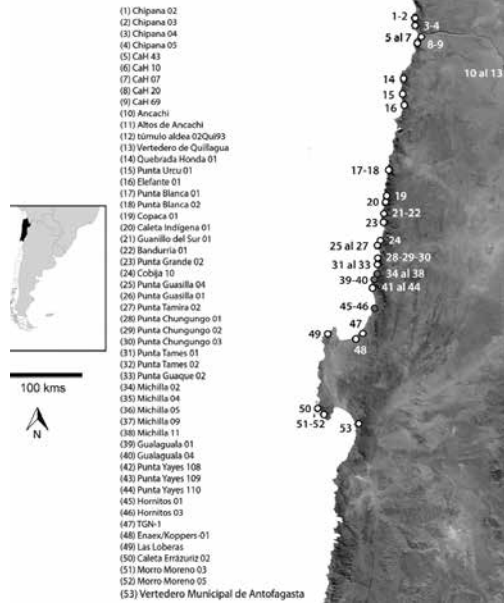 (1) Chipana 02
(2) Chipana 03
(3) Chipana 04
(4) Chipana 05
(5) CaH 43
(6) CaH 10
(7) CaH 07
(8) CaH 20
(9) CaH 69
(10) Ancachi
(11) Altos de Ancachi
(12) túmulo aldea 02Qui93
(13) Vertedero de Quillagua
(14) Quebrada Honda 01
(15) Punta Urcu 01
(16) Elefante 01
(17) Punta Blanca 01
(18) Punta Blanca 02
(19) Copaca 01
(20) Caleta Indígena 01
(21) Guanillo del Sur 01
(22) Bandurria 01
(23) Punta Grande 02
(24) Cobija 10
(25) Punta Guasilla 04
(26) Punta Guasilla 01
(27) Punta Tamira 02
(28) Punta Chungungo 01
(29) Punta Chungungo 02
(30) Punta Chungungo 03
(31) Punta Tames 01
(32) Punta Tames 02
(33) Punta Guaque 02
(34) Michilla 02
(35) Michilla 04
(36) Michilla 05
(37) Michilla 09
(38) Michilla 11
(39) Gualaguala 01
(40) Gualaguala 04
(42) Punta Yayes 108
(43) Punta Yayes 109
(44) Punta Yayes 110
(45) Hornitos 01
(46) Hornitos 03
(47) TGN-1
(48) Enaex/Koppers-01
(49) Las Loberas
(50) Caleta Errázuriz 02
(51) Morro Moreno 03
(52) Morro Moreno 05
(53) Vertedero Municipal de Antofagasta
100 kms
N
1-2
3-4
5 al 7
8-9
10 al 13
14
15
16
17-18
19
20
21-22
23
24
25 al 27
28-29-30
31 al 33
34 al 38
39-40
41 al 44
45-46
47
49
48
50
51-52
53